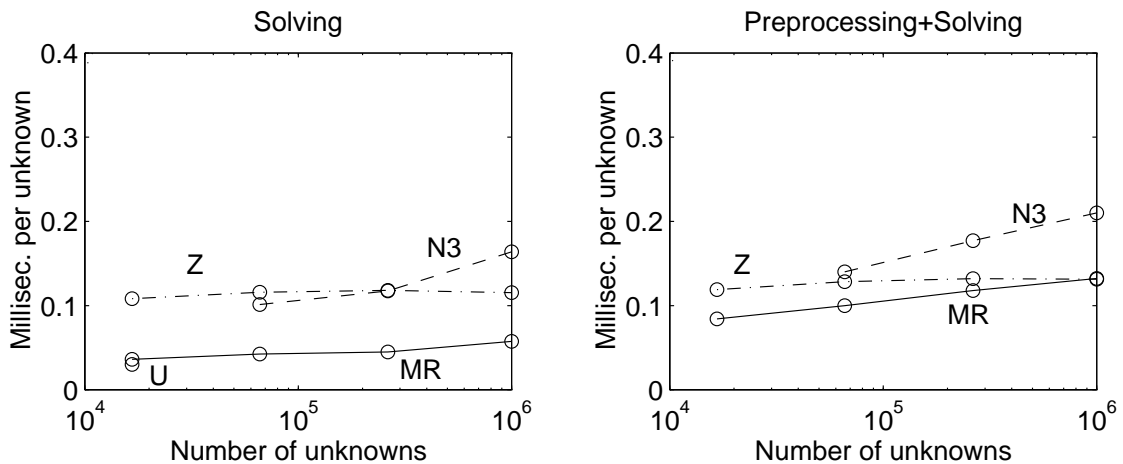 Solving
Millisec. per unknown
0.4
0.3
0.2
0.1
0
Z
N3
U
MR
10^4
10^5
10^6
Number of unknowns
Preprocessing+Solving
Millisec. per unknown
0.4
0.3
0.2
0.1
0
N3
Z
MR
10^4
10^5
10^6
Number of unknowns